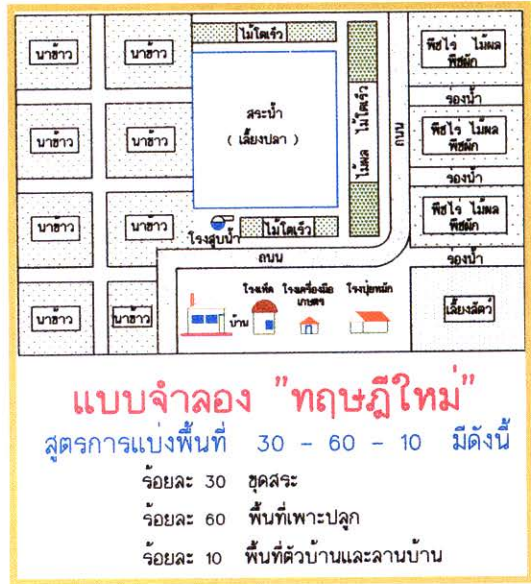 นาข้าว
นาข้าว
ไม้โตเร็ว
พืชไร่ ไม้ผล
พืชผัก
สระน้ำ
( เลี้ยงปลา )
ไม้ผล ไม้โตเร็ว
ถนน
ร่องน้ำ
นาข้าว
นาข้าว
พืชไร่ ไม้ผล
พืชผัก
ร่องน้ำ
นาข้าว
นาข้าว
โรงสูบน้ำ
ไม้โตเร็ว
พืชไร่ ไม้ผล
พืชผัก
ถนน
ร่องน้ำ
นาข้าว
นาข้าว
บ้าน
โรงเห็ด
โรงเครื่องมือ
เกษตร
โรงปุ๋ยหมัก
เลี้ยงสัตว์
แบบจำลอง "ทฤษฎีใหม่"
สูตรการแบ่งพื้นที่ 30 - 60 - 10 มีดังนี้
ร้อยละ 30 ขุดสระ
ร้อยละ 60 พื้นที่เพาะปลูก
ร้อยละ 10 พื้นที่ตัวบ้านและลานบ้าน